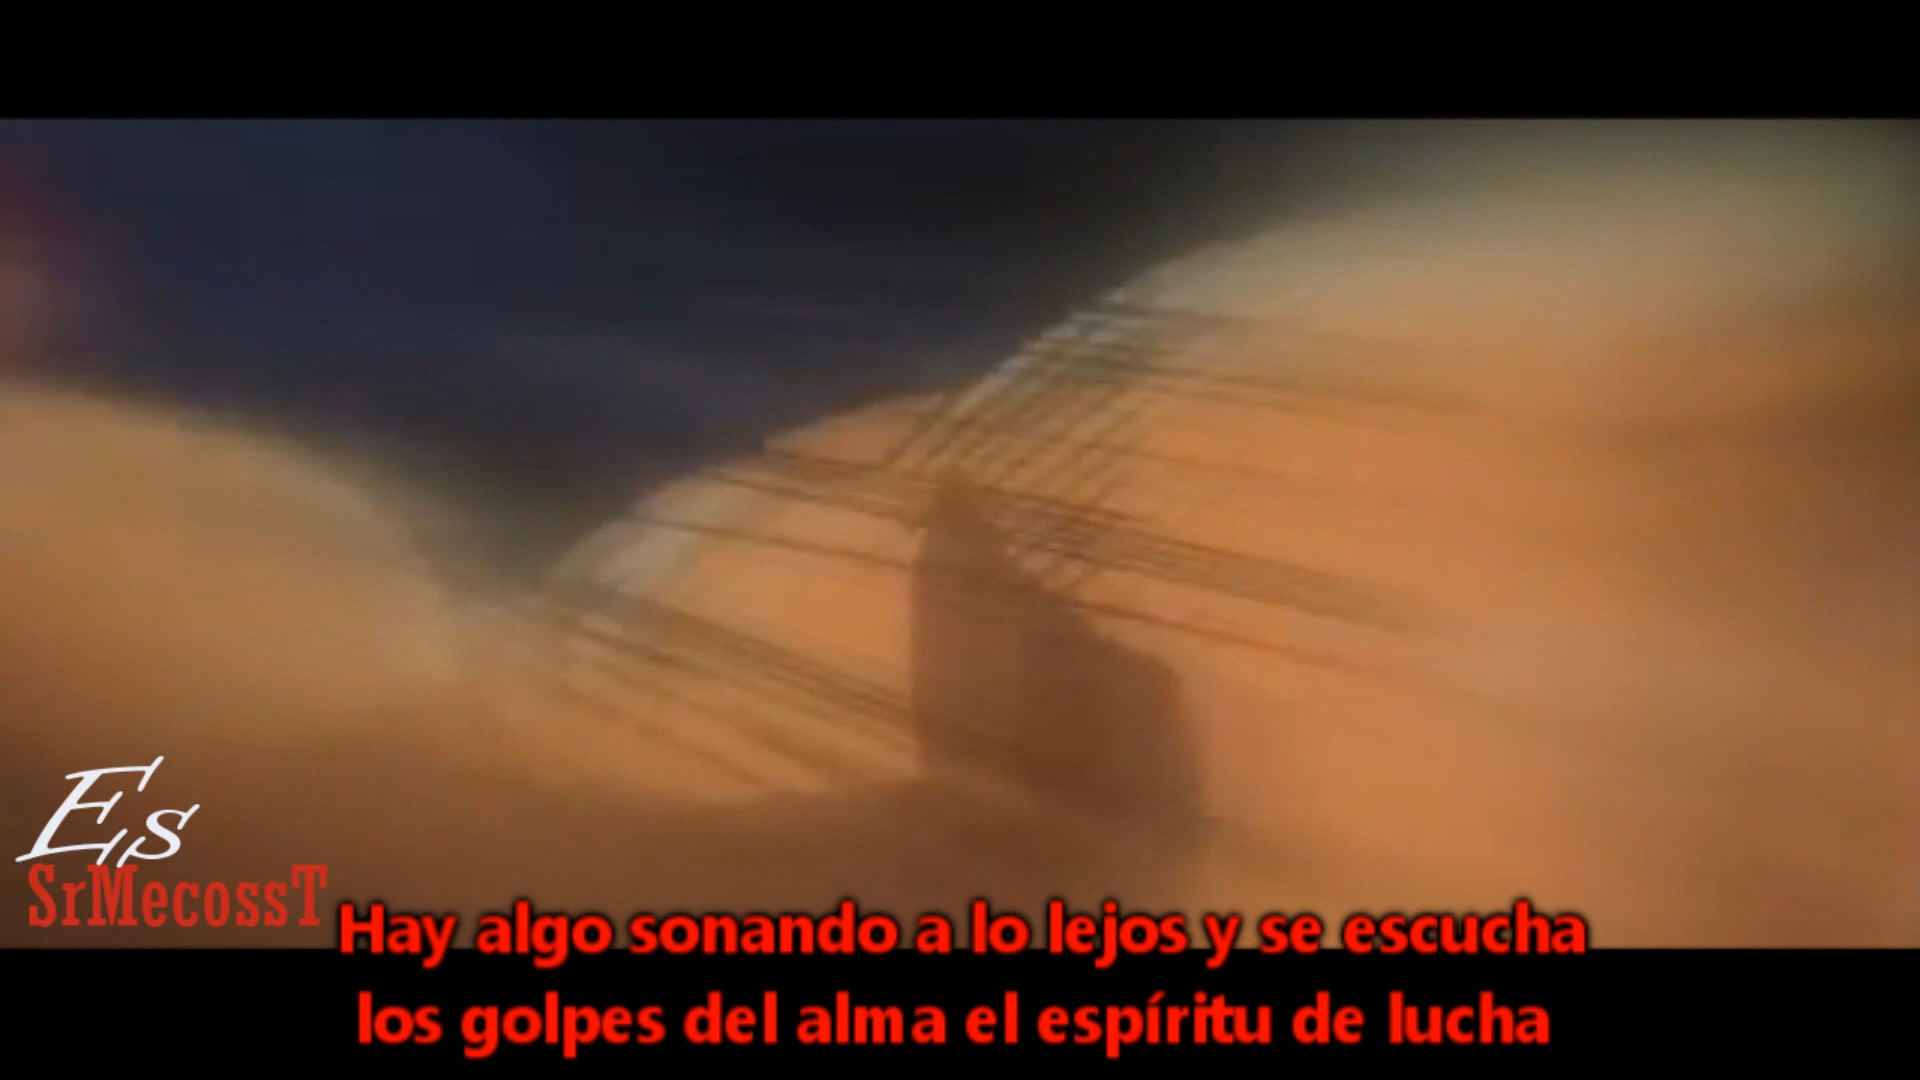 Es
SrMecossT
Hay algo sonando a lo lejos y se escucha
los golpes del alma el espíritu de lucha